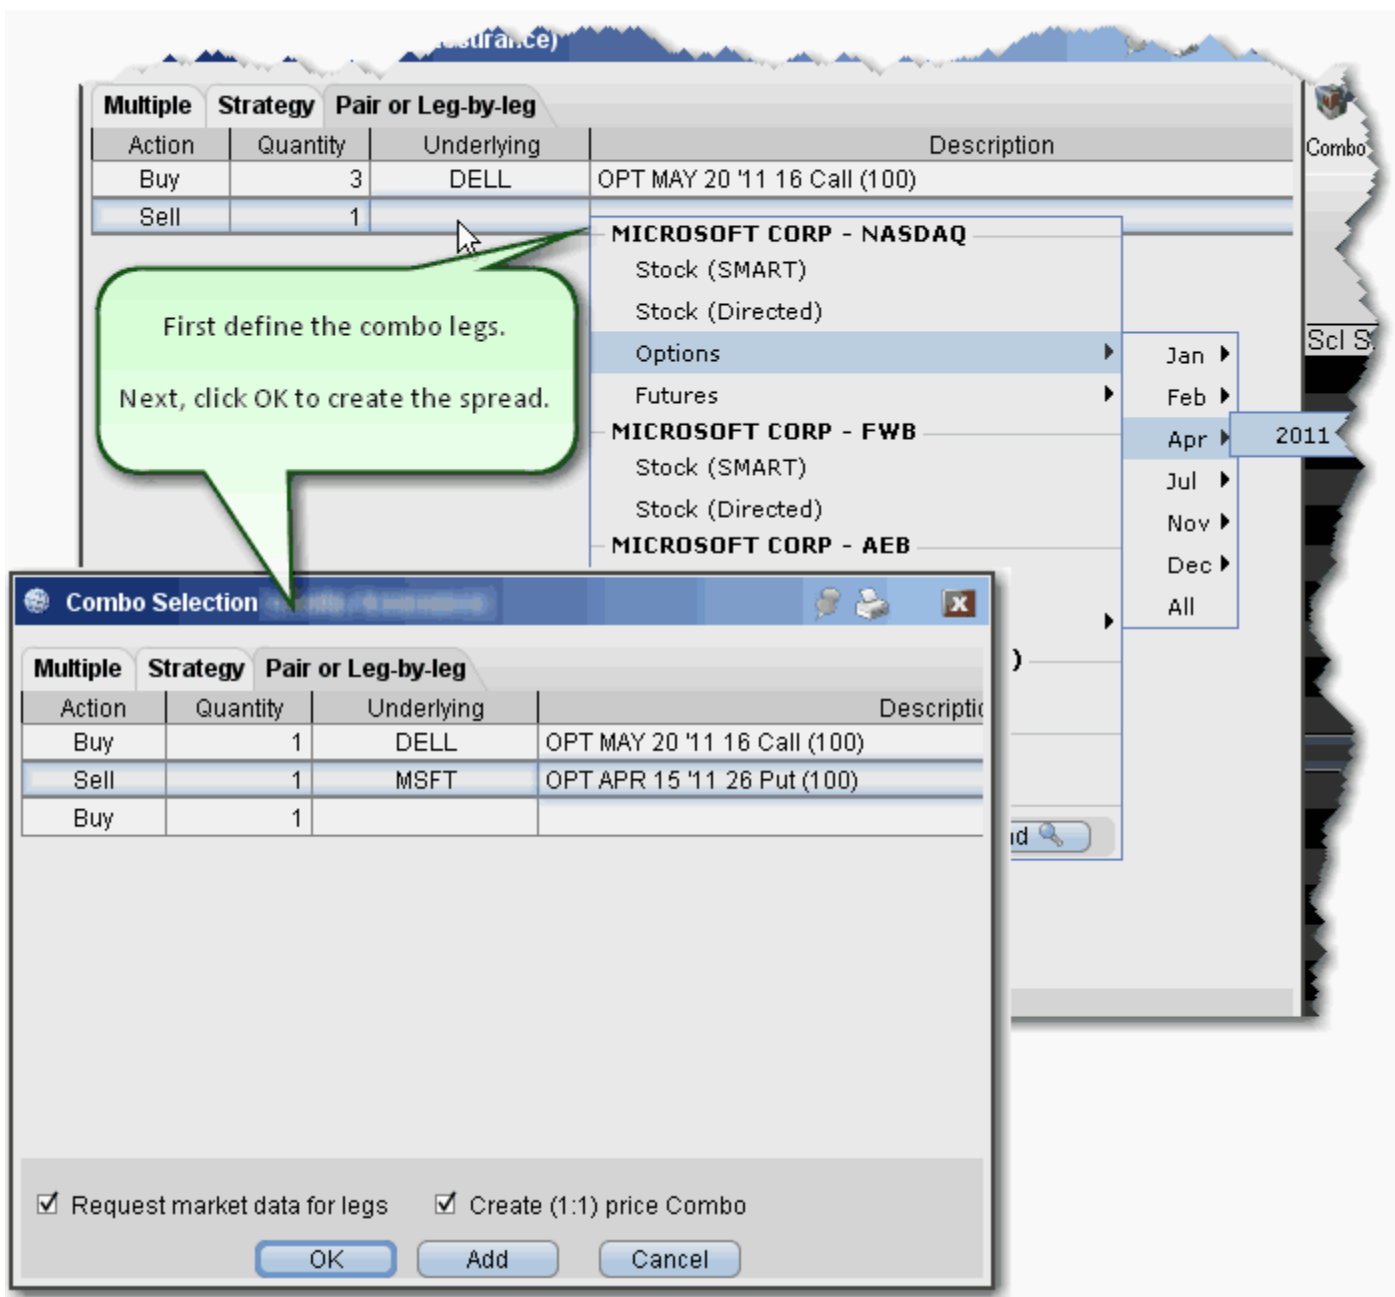 Multiple Strategy Pair or Leg-by-leg
Combo
Action Quantity Underlying Description
Buy 3 DELL OPT MAY 20 '11 16 Call (100)
Sell 1
MICROSOFT CORP - NASDAQ
Stock (SMART)
Stock (Directed)
Options
Futures
MICROSOFT CORP - FWB
Stock (SMART)
Stock (Directed)
MICROSOFT CORP - AEB
Jan
Feb
Apr
Jul
Nov
Dec
All
2011
Scl
First define the combo legs.
Next, click OK to create the spread.
Combo Selection
Multiple Strategy Pair or Leg-by-leg
Action Quantity Underlying
Buy 1 DELL OPT MAY 20 '11 16 Call (100)
Sell 1 MSFT OPT APR 15 '11 26 Put (100)
Buy 1
Request market data for legs Create (1:1) price Combo
OK Add Cancel